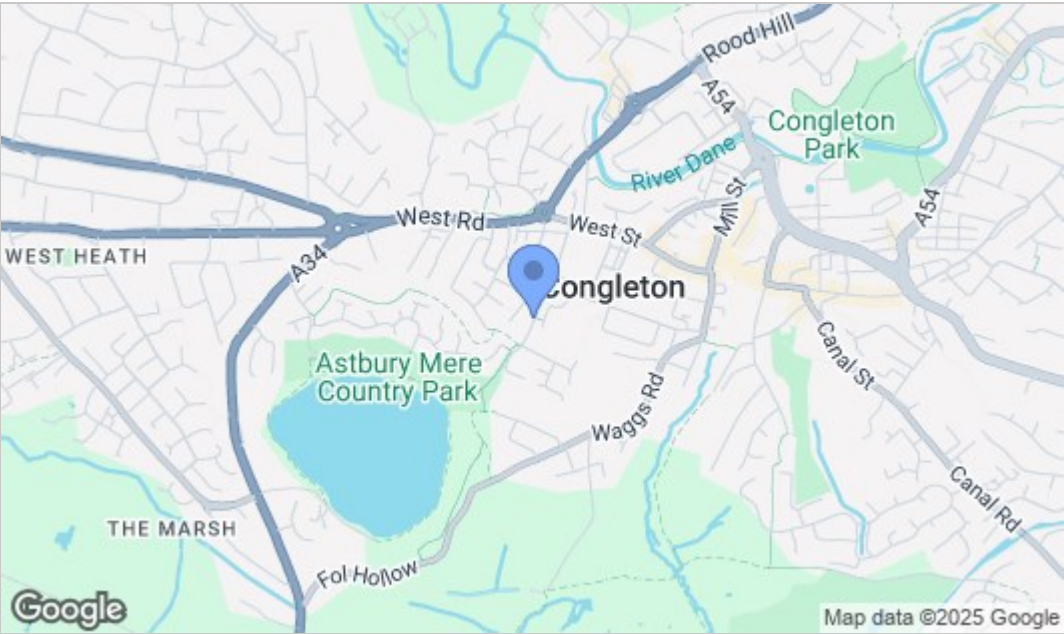 Rood Hill
A54
Congleton
Park
River Dane
West Rd
West St
Mill St
A54
WEST HEATH
A34
Congleton
Astbury Mere
Country Park
Canal St
Waggs Rd
Canal Rd
THE MARSH
Fol Hollow
Google
Map data ©2025 Google